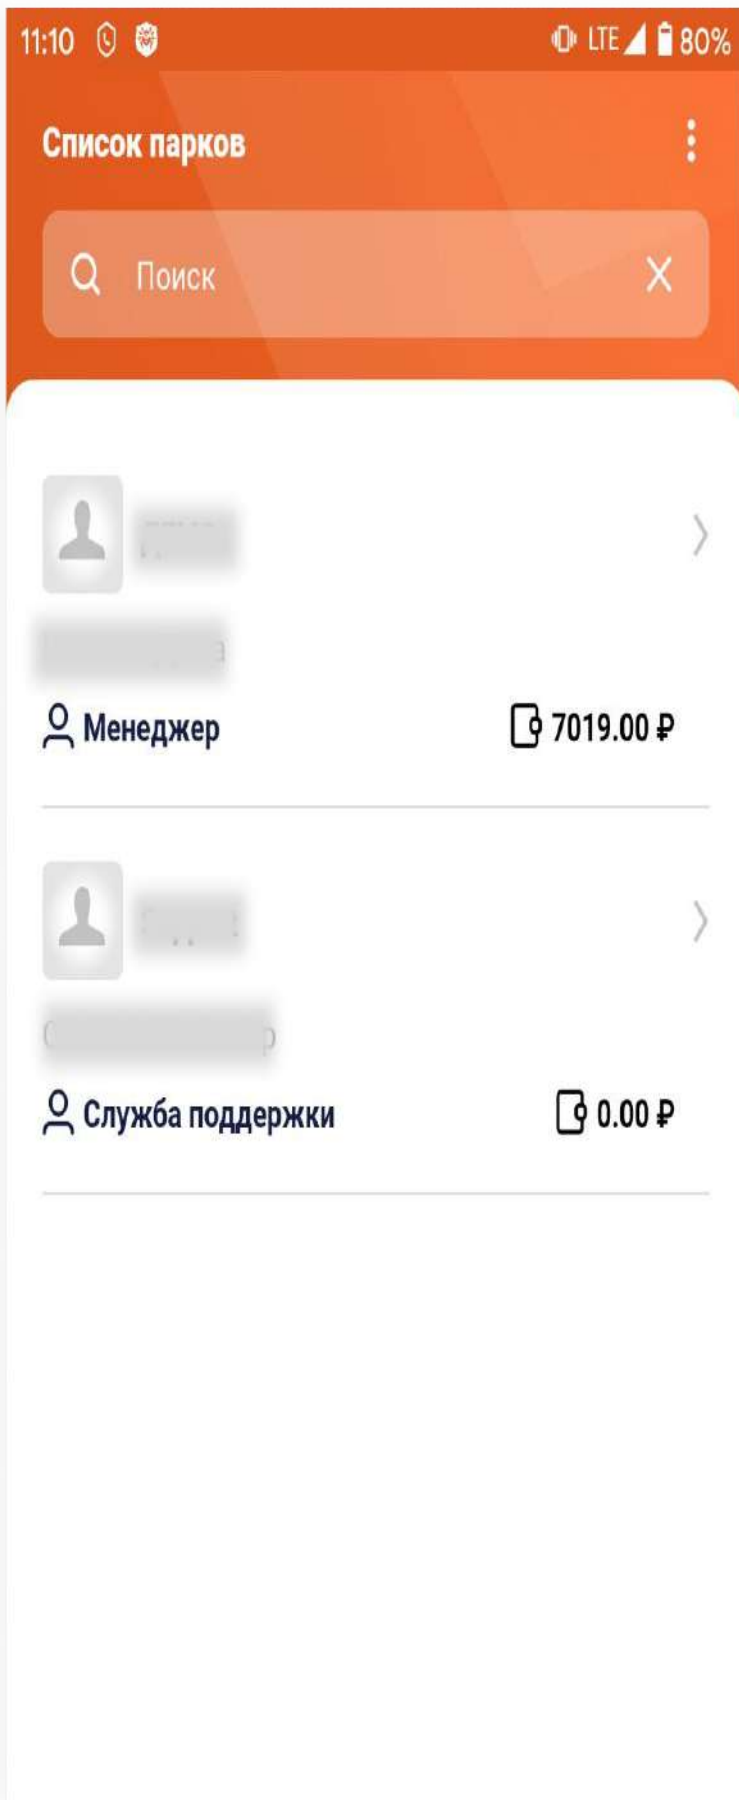 11:10 LTE 80%
Список парков
Поиск
Менеджер 7019.00 ₽
Служба поддержки 0.00 ₽